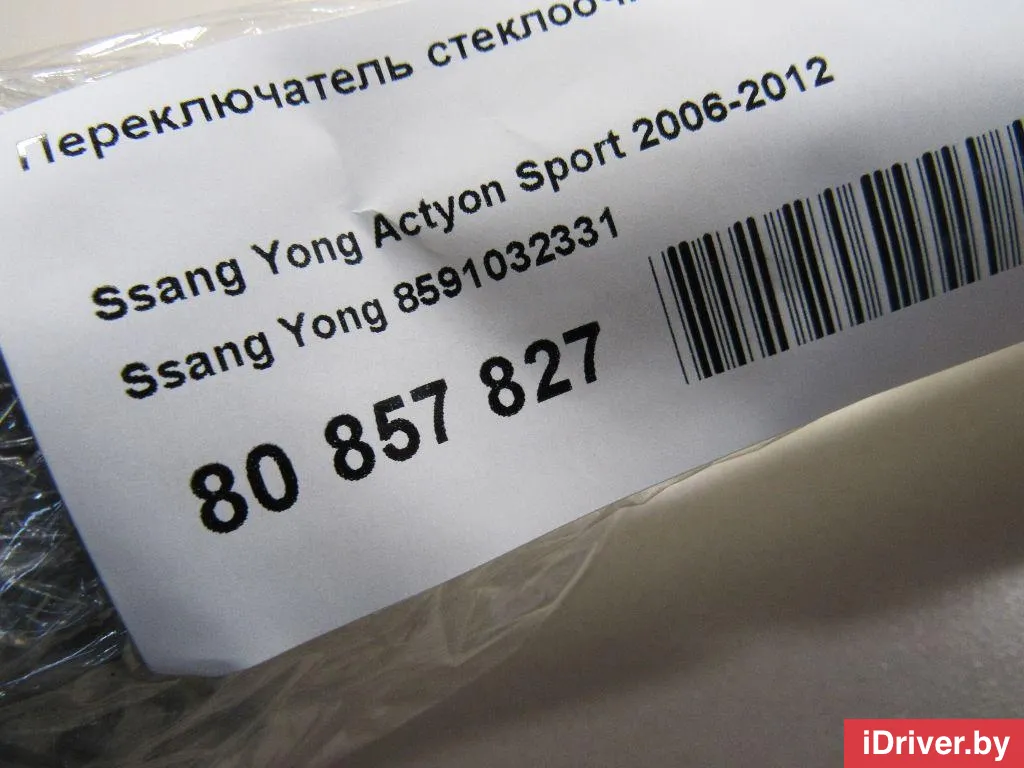 Переключатель
Ssang Yong Actyon Sport 2006-2012
Ssang Yong 8591032331
80 857 827
iDriver.by